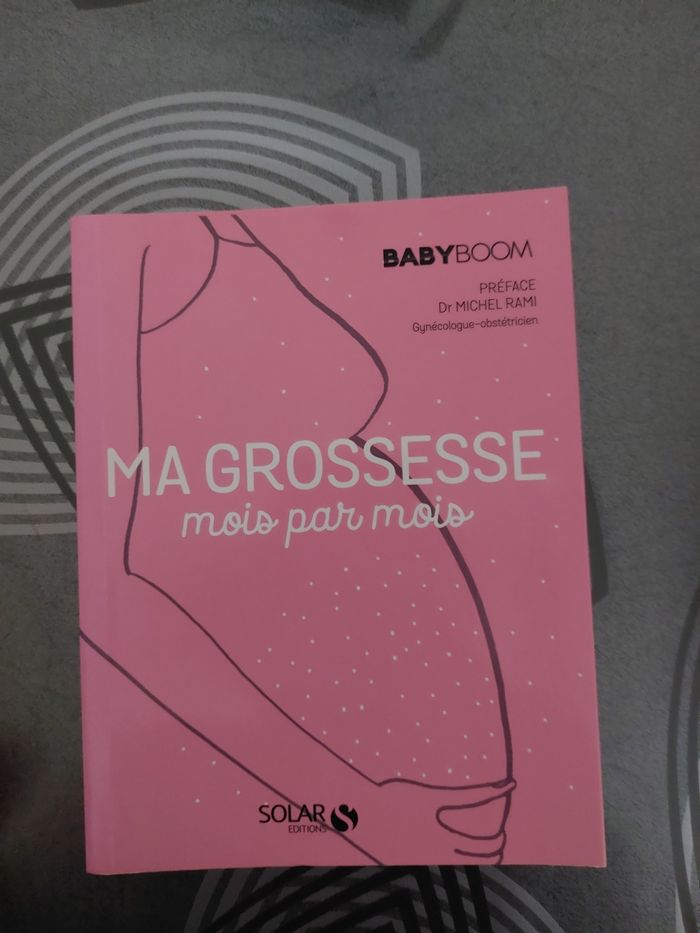 BABYBOOM
PRÉFACE
Dr MICHEL RAMI
Gynécologue-obstétricien
MA GROSSESSE
mois par mois
SOLAR
EDITIONS